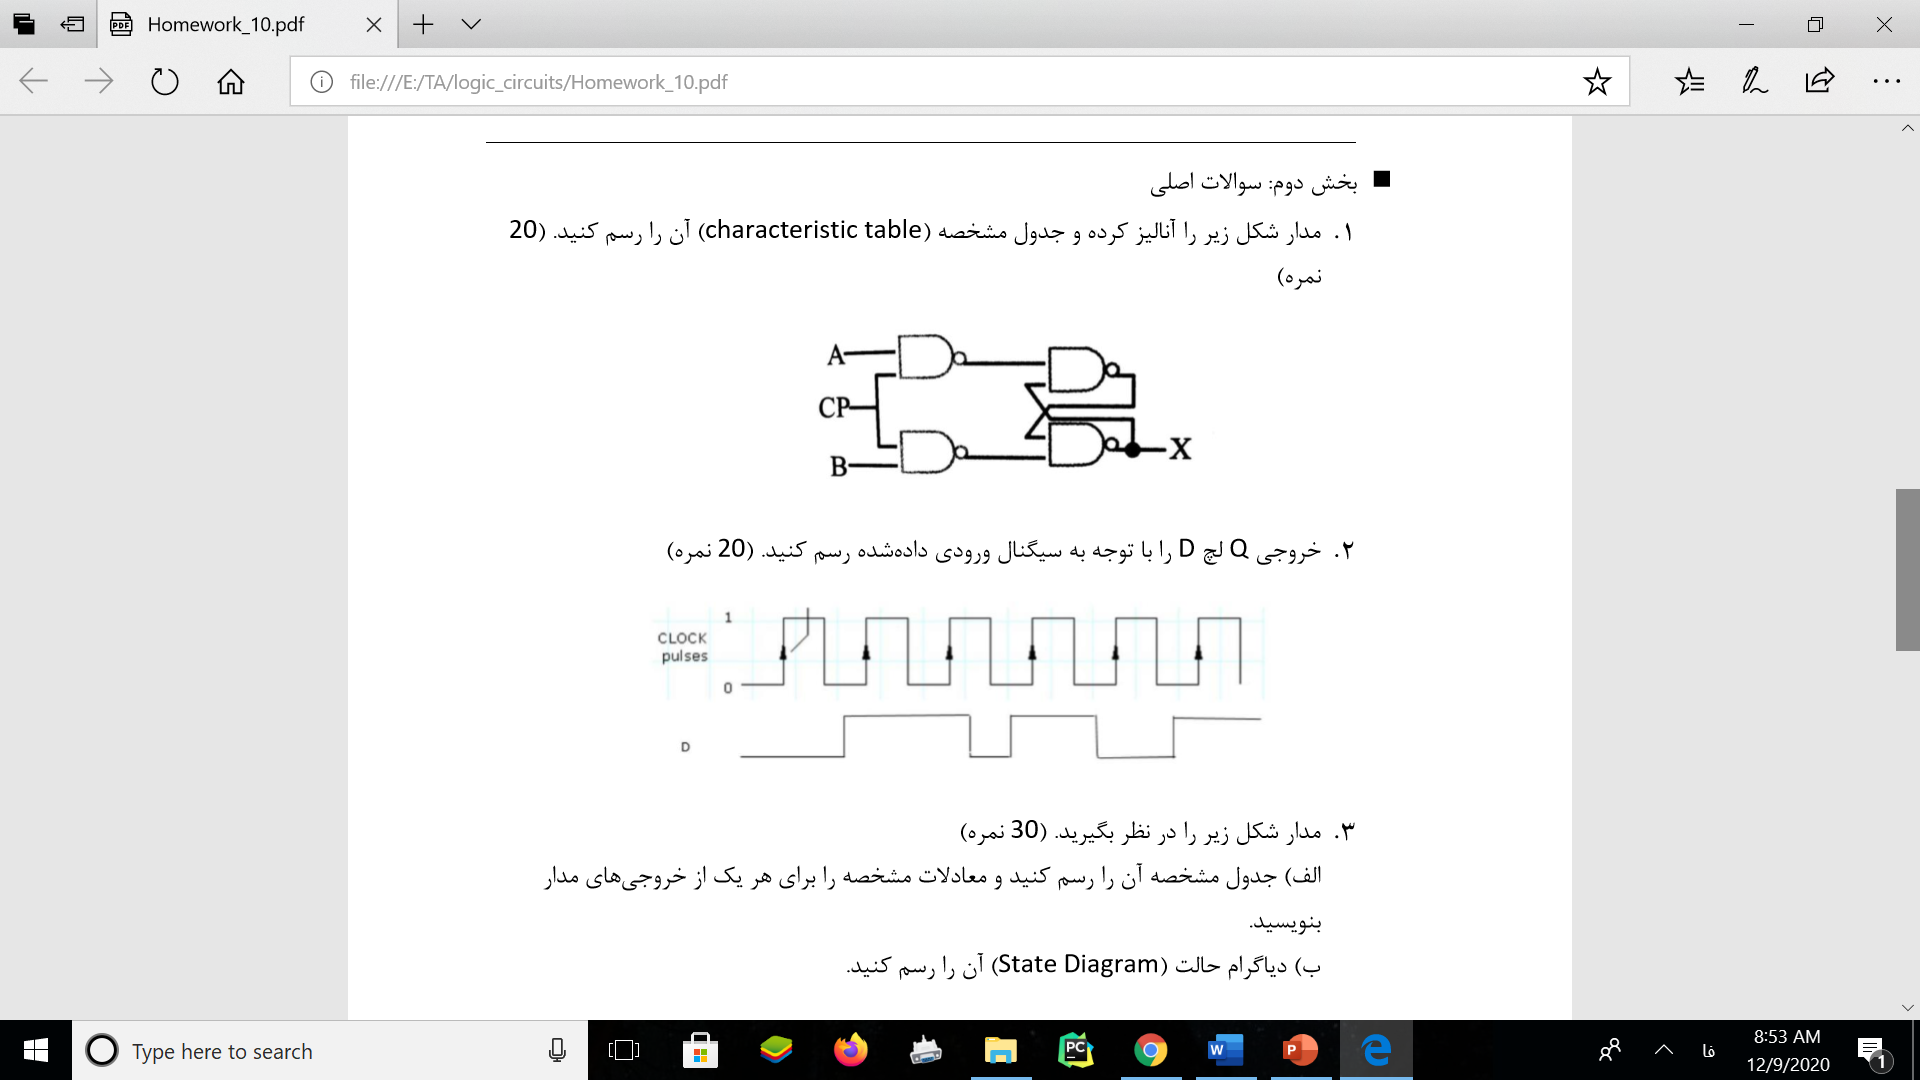 Homework_10.pdf
file:///E:/TA/logic_circuits/Homework_10.pdf
بخش دوم: سوالات اصلی
۱. مدار شکل زیر را آنالیز کرده و جدول مشخصه (characteristic table) آن را رسم کنید. (20
نمره)
A
CP
B
X
۲. خروجی Q لچ D را با توجه به سیگنال ورودی داده‌شده رسم کنید. (20 نمره)
1
CLOCK
pulses
0
D
۳. مدار شکل زیر را در نظر بگیرید. (30 نمره)
الف) جدول مشخصه آن را رسم کنید و معادلات مشخصه را برای هر یک از خروجی‌های مدار
بنویسید.
ب) دیاگرام حالت (State Diagram) آن را رسم کنید.
Type here to search
فا
8:53 AM
12/9/2020
1